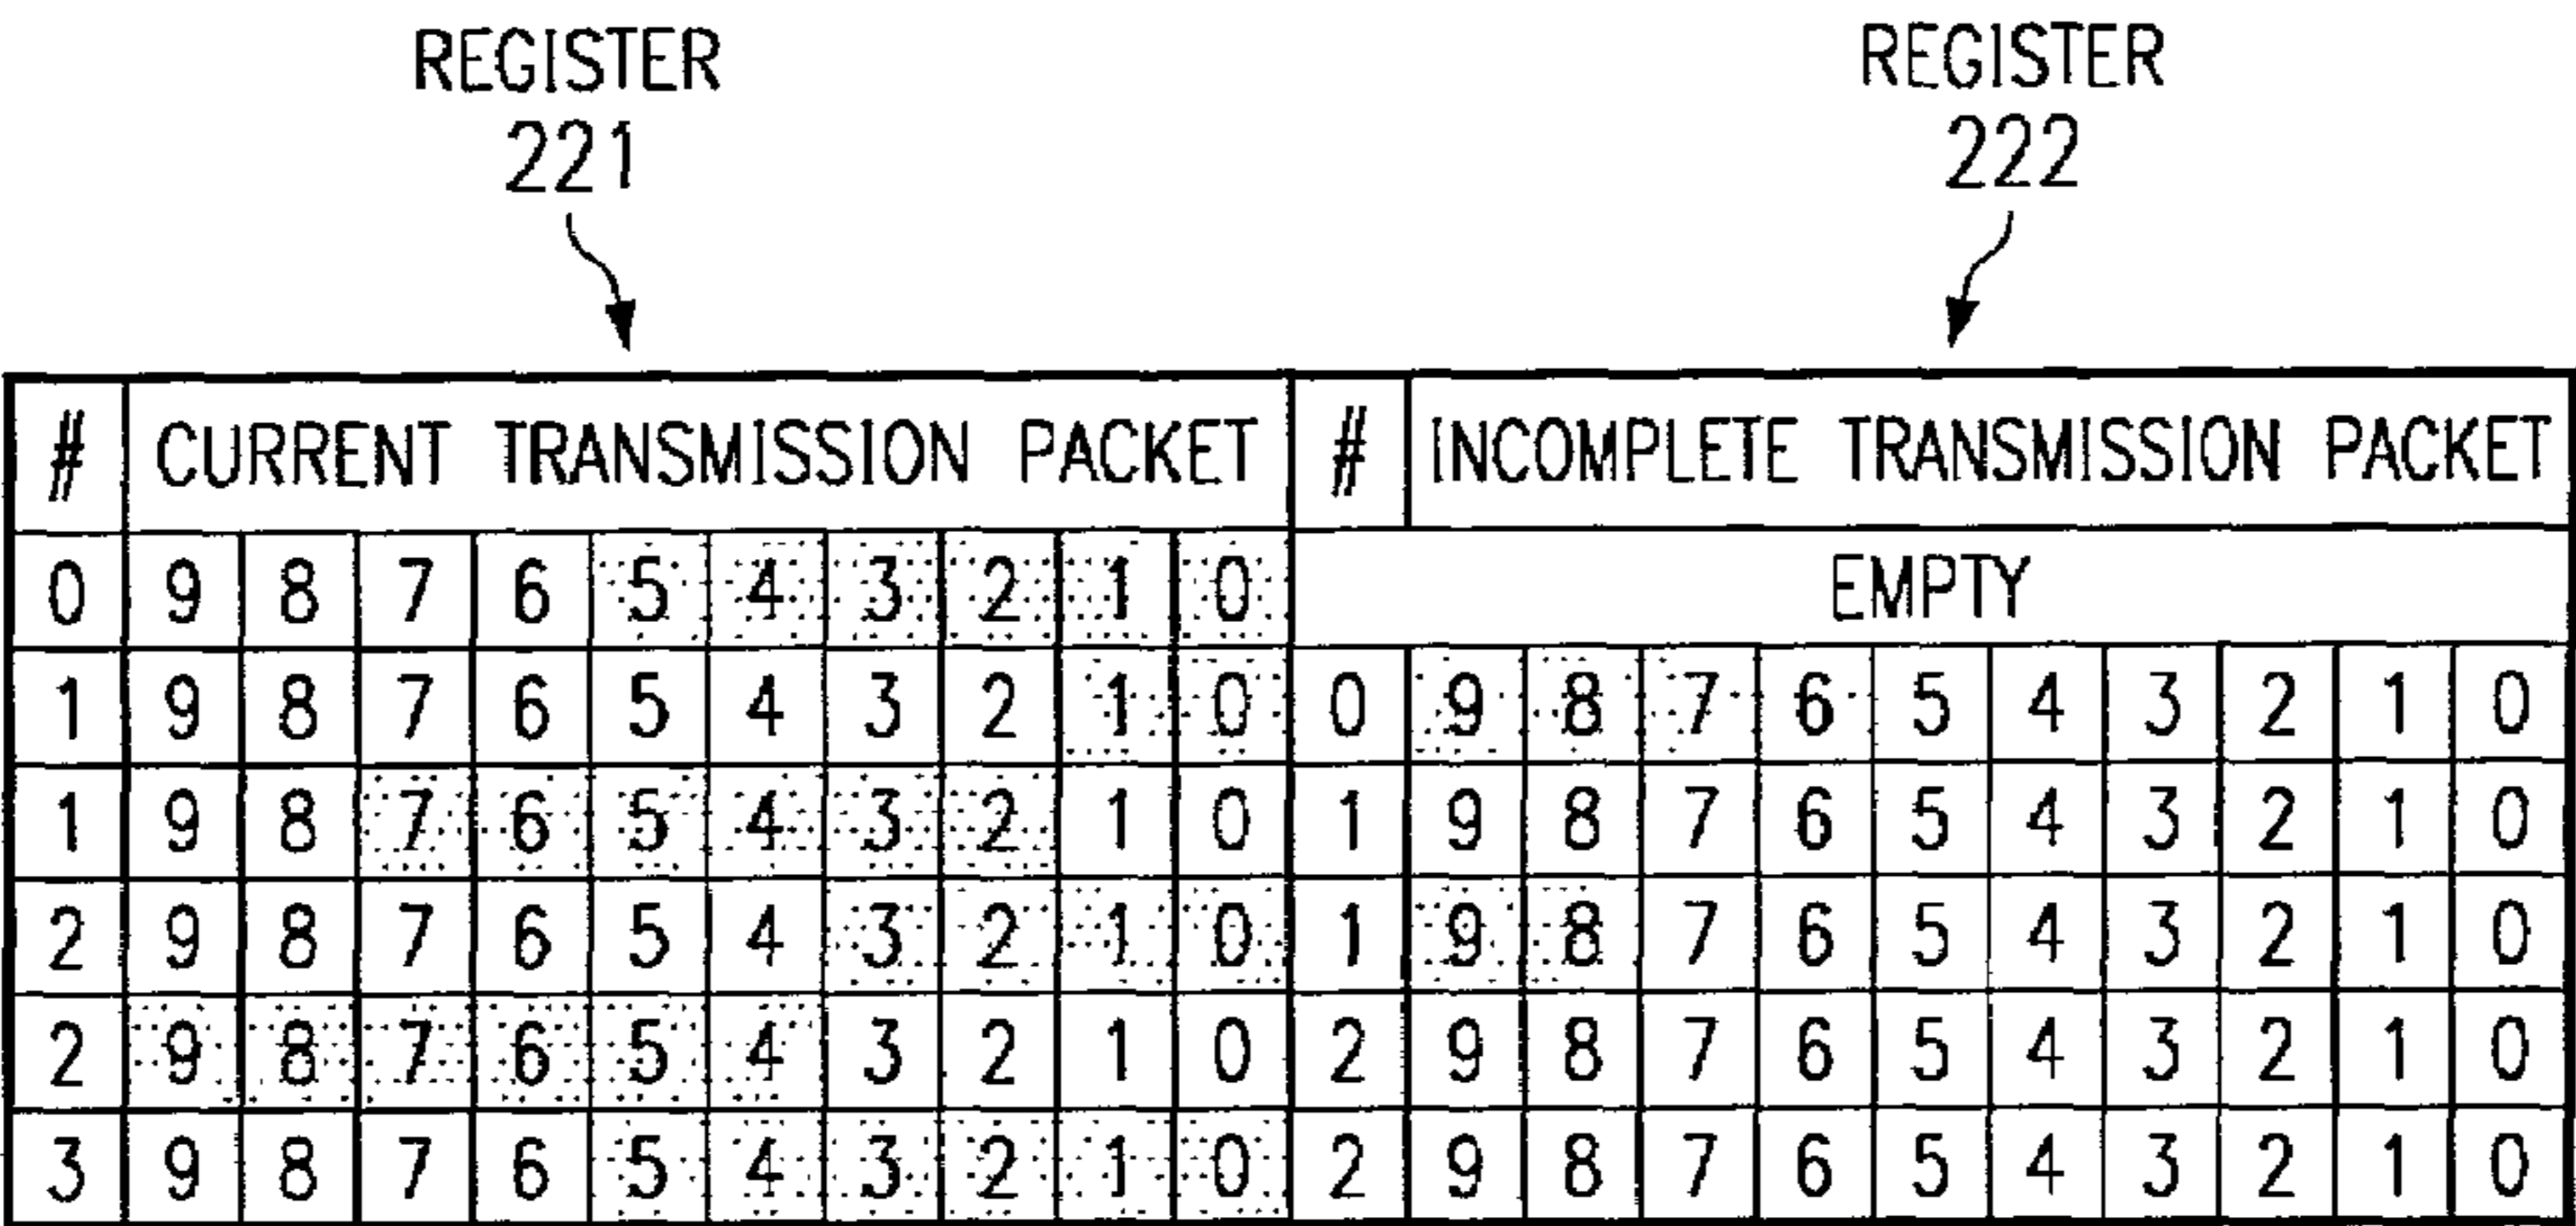 REGISTER REGISTER
221 222
# CURRENT TRANSMISSION PACKET # INCOMPLETE TRANSMISSION PACKET
0 9 8 7 6 5 4 3 2 1 0 EMPTY
1 9 8 7 6 5 4 3 2 1 0 0 9 8 7 6 5 4 3 2 1 0
1 9 8 7 6 5 4 3 2 1 0 1 9 8 7 6 5 4 3 2 1 0
2 9 8 7 6 5 4 3 2 1 0 1 9 8 7 6 5 4 3 2 1 0
2 9 8 7 6 5 4 3 2 1 0 2 9 8 7 6 5 4 3 2 1 0
3 9 8 7 6 5 4 3 2 1 0 2 9 8 7 6 5 4 3 2 1 0